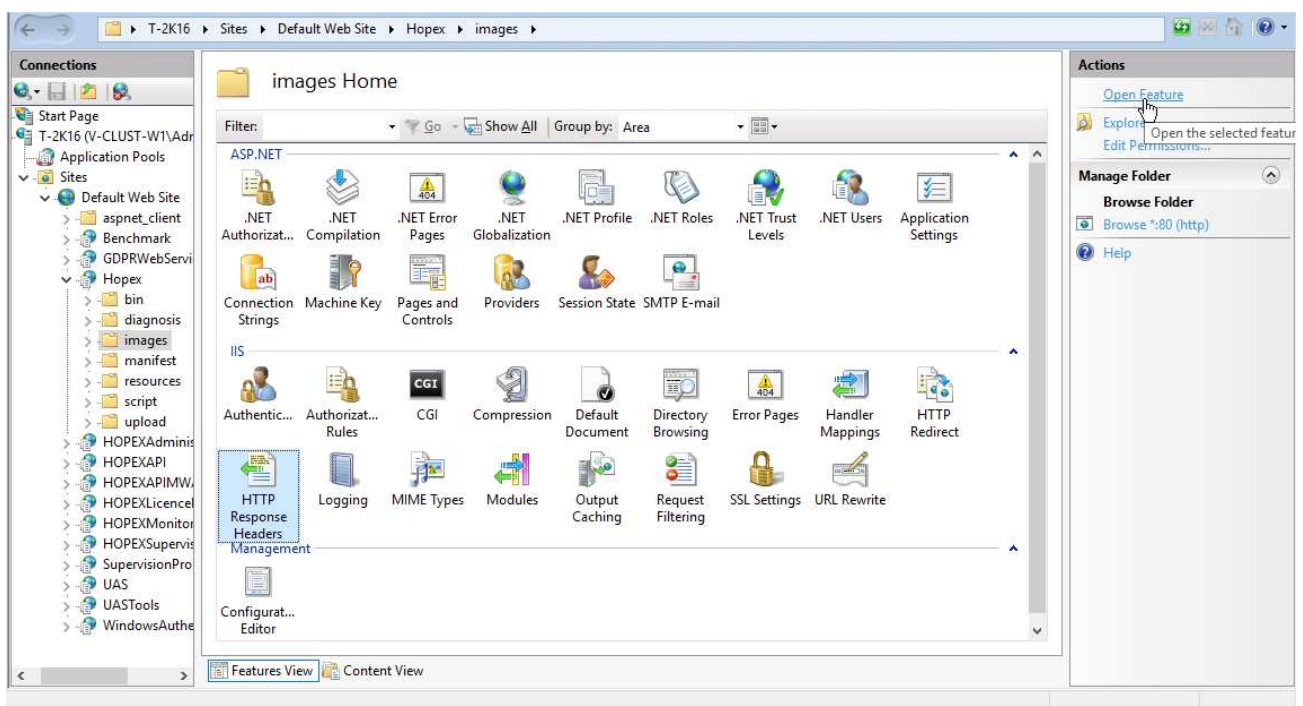 T-2K16 Sites Default Web Site Hopex images
Connections
Start Page
T-2K16 (V-CLUST-W1\Adr
Application Pools
Sites
Default Web Site
aspnet_client
Benchmark
GDPRWebServi
Hopex
bin
diagnosis
images
manifest
resources
script
upload
HOPEXAdminis
HOPEXAPI
HOPEXAPIMW
HOPEXLicence
HOPEXMonitor
HOPEXSupervis
SupervisionPro
UAS
UASTools
WindowsAuthe
images Home
Filter: Go Show All Group by: Area
ASP.NET
.NET Authorizat...
.NET Compilation
.NET Error Pages
404
.NET Globalization
.NET Profile
.NET Roles
.NET Trust Levels
.NET Users
Application Settings
ab
Connection Strings
Machine Key
Pages and Controls
Providers
Session State
SMTP E-mail
IIS
Authentic...
Authorizat... Rules
CGI
CGI
Compression
Default Document
Directory Browsing
404
Error Pages
Handler Mappings
HTTP Redirect
HTTP Response Headers
Logging
MIME Types
Modules
Output Caching
Request Filtering
SSL Settings
URL Rewrite
Management
Configurat... Editor
Features View Content View
Actions
Open Feature
Explore
Open the selected featur
Edit Permissions...
Manage Folder
Browse Folder
Browse *:80 (http)
Help